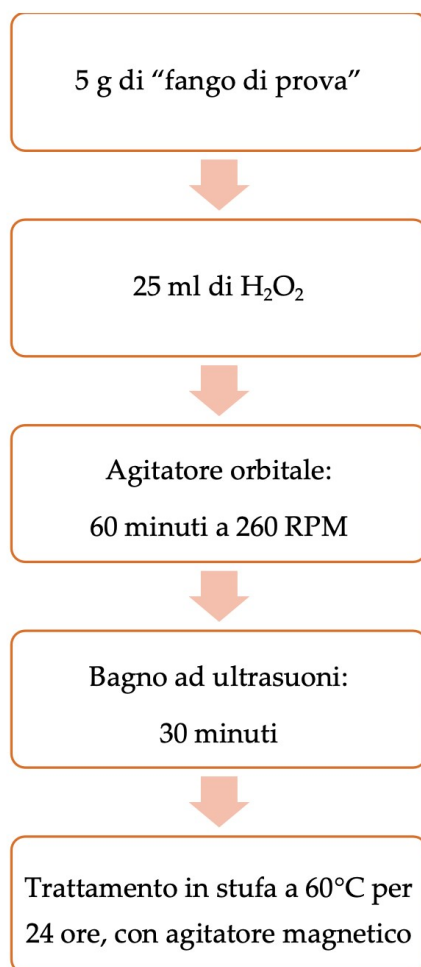 5 g di “fango di prova”
25 ml di H₂O₂
Agitatore orbitale:
60 minuti a 260 RPM
Bagno ad ultrasuoni:
30 minuti
Trattamento in stufa a 60°C per
24 ore, con agitatore magnetico